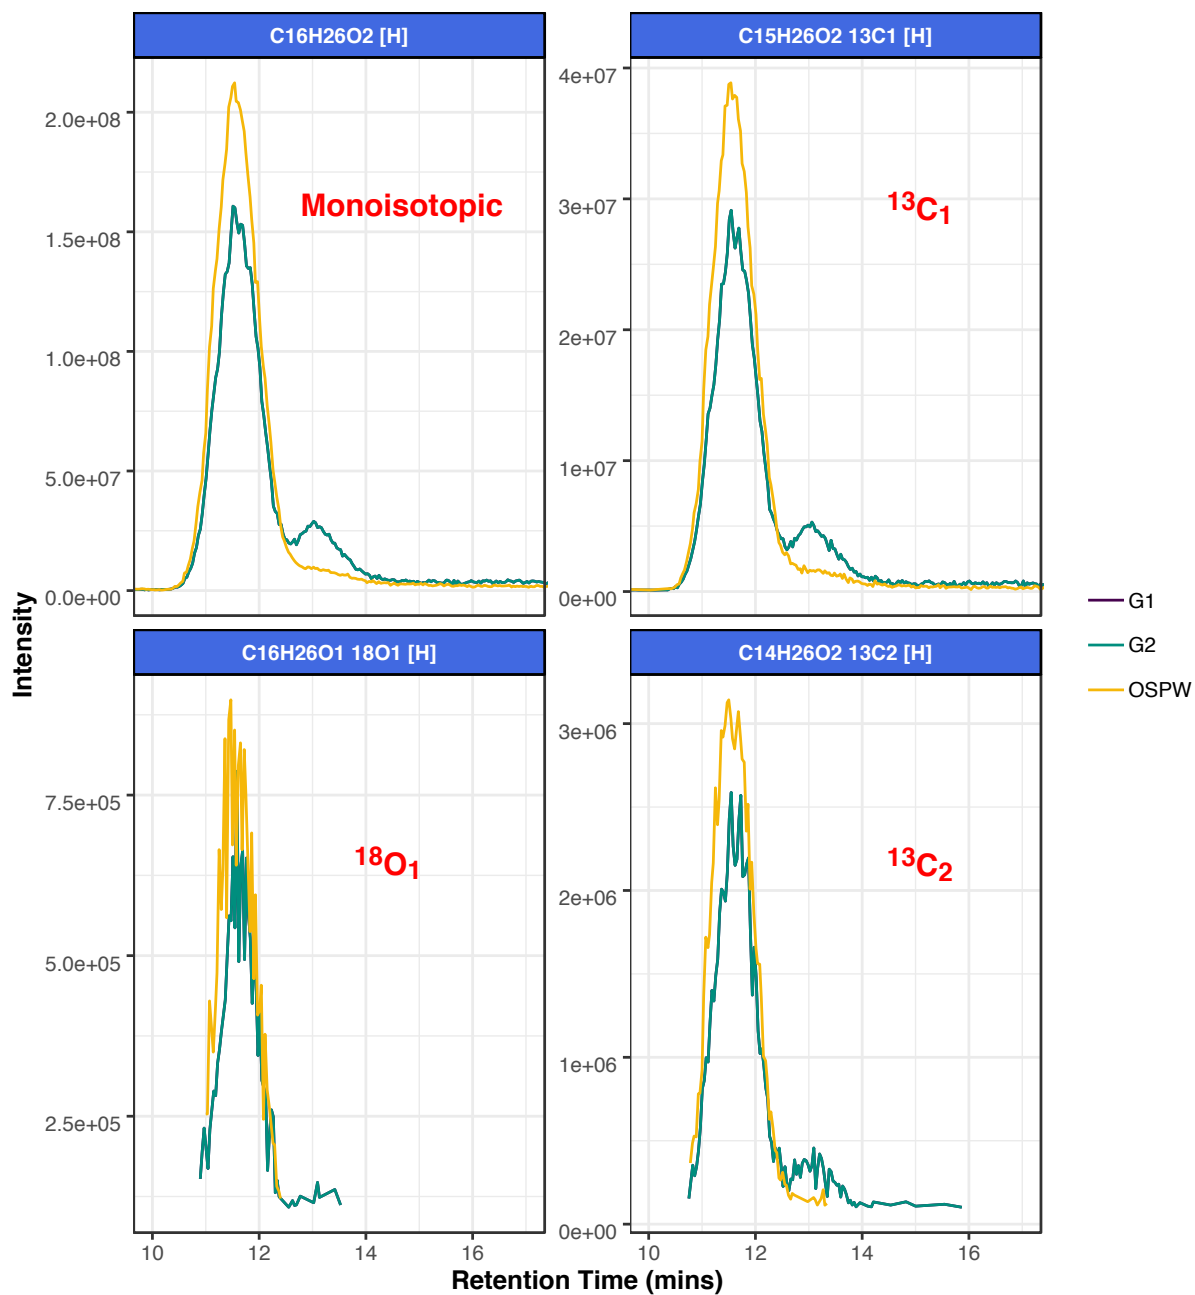 C16H26O2 [H]
C15H26O2 13C1 [H]
2.0e+08
1.5e+08
1.0e+08
5.0e+07
0.0e+00
Monoisotopic
4e+07
3e+07
2e+07
1e+07
0e+00
¹³C₁
C16H26O1 18O1 [H]
C14H26O2 13C2 [H]
7.5e+05
5.0e+05
2.5e+05
¹⁸O₁
3e+06
2e+06
1e+06
0e+00
¹³C₂
10 12 14 16
10 12 14 16
Retention Time (mins)
Intensity
G1
G2
OSPW